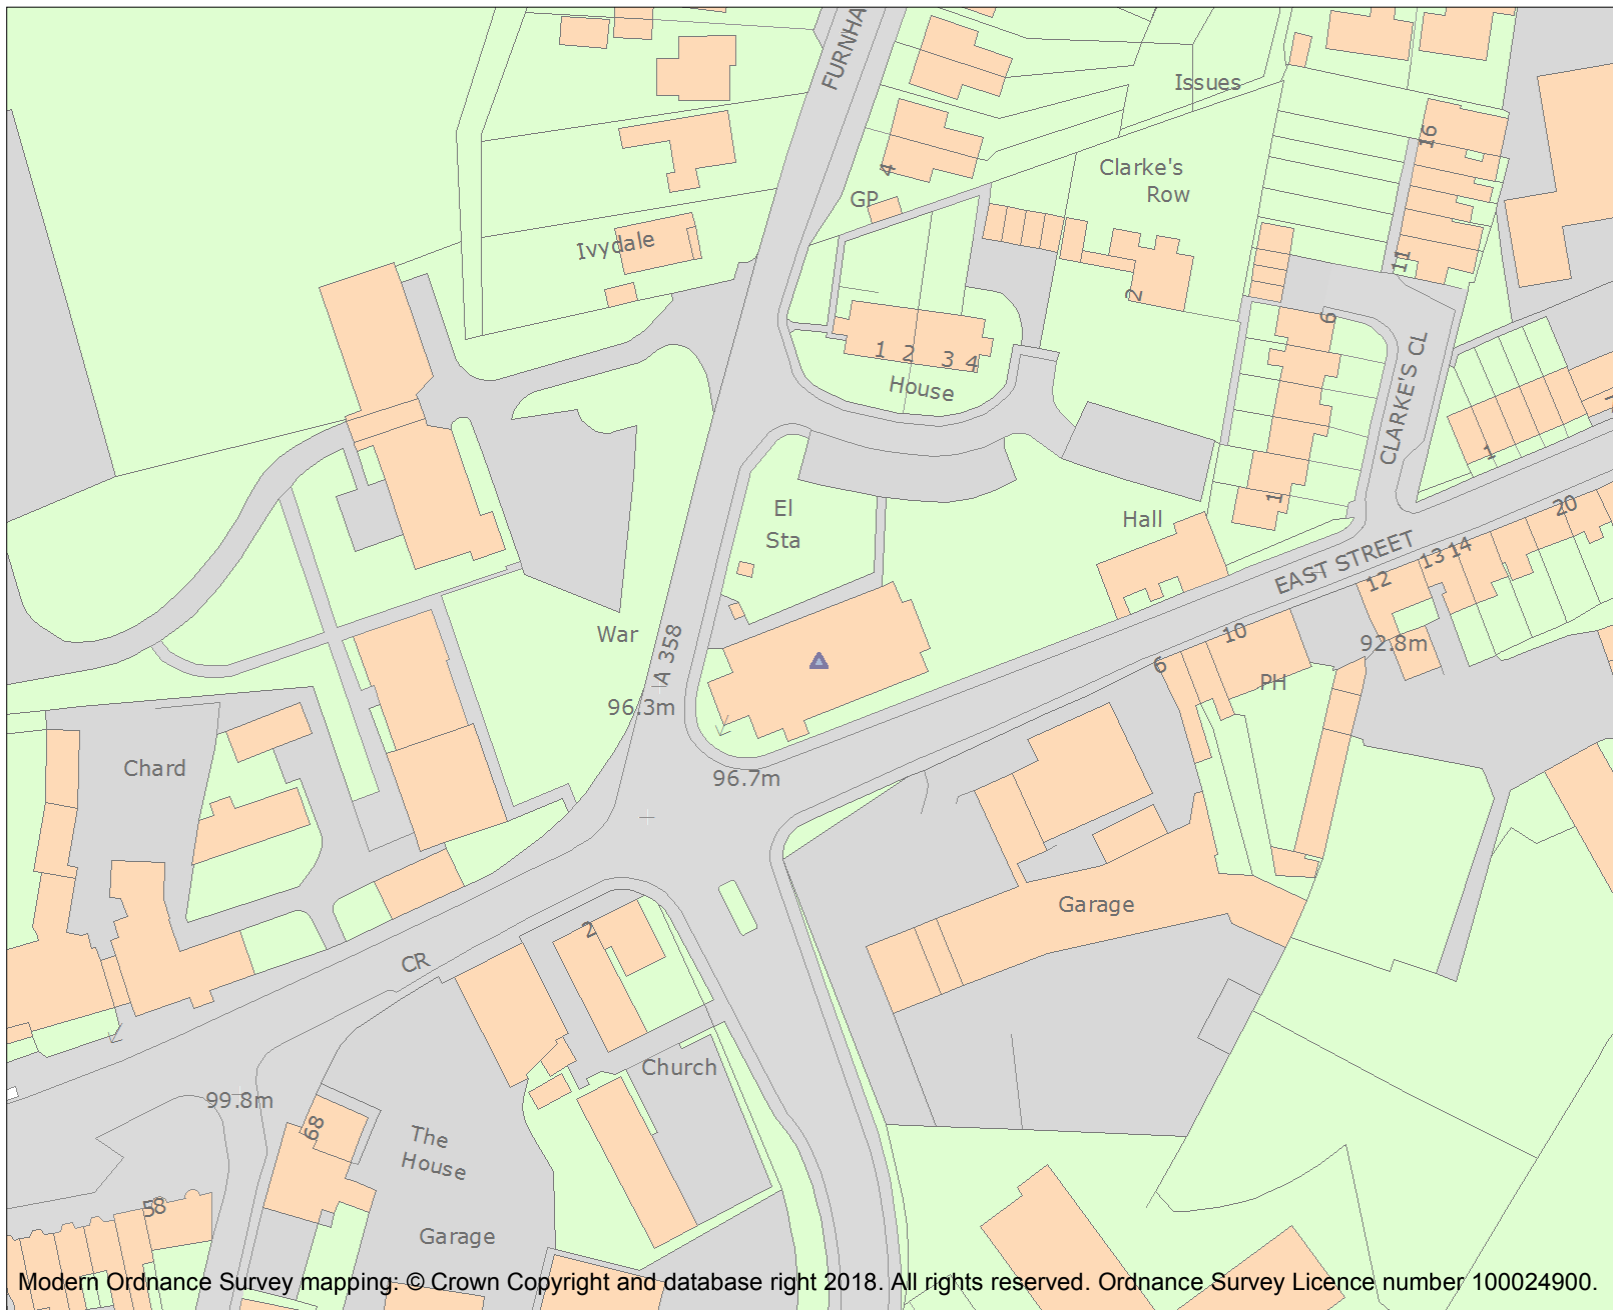 FURNHA
Issues
16
4
Clarke's
Row
GP
Ivydale
11
2
6
1 2 3 4
House
CLARKE'S CL
1
1
El
Sta
Hall
20
EAST STREET
13 14
12
War
A 358
10
92.8m
6
PH
96.3m
Chard
96.7m
Garage
2
CR
Church
99.8m
68
The
House
58
Garage
Modern Ordnance Survey mapping: © Crown Copyright and database right 2018. All rights reserved. Ordnance Survey Licence number 100024900.